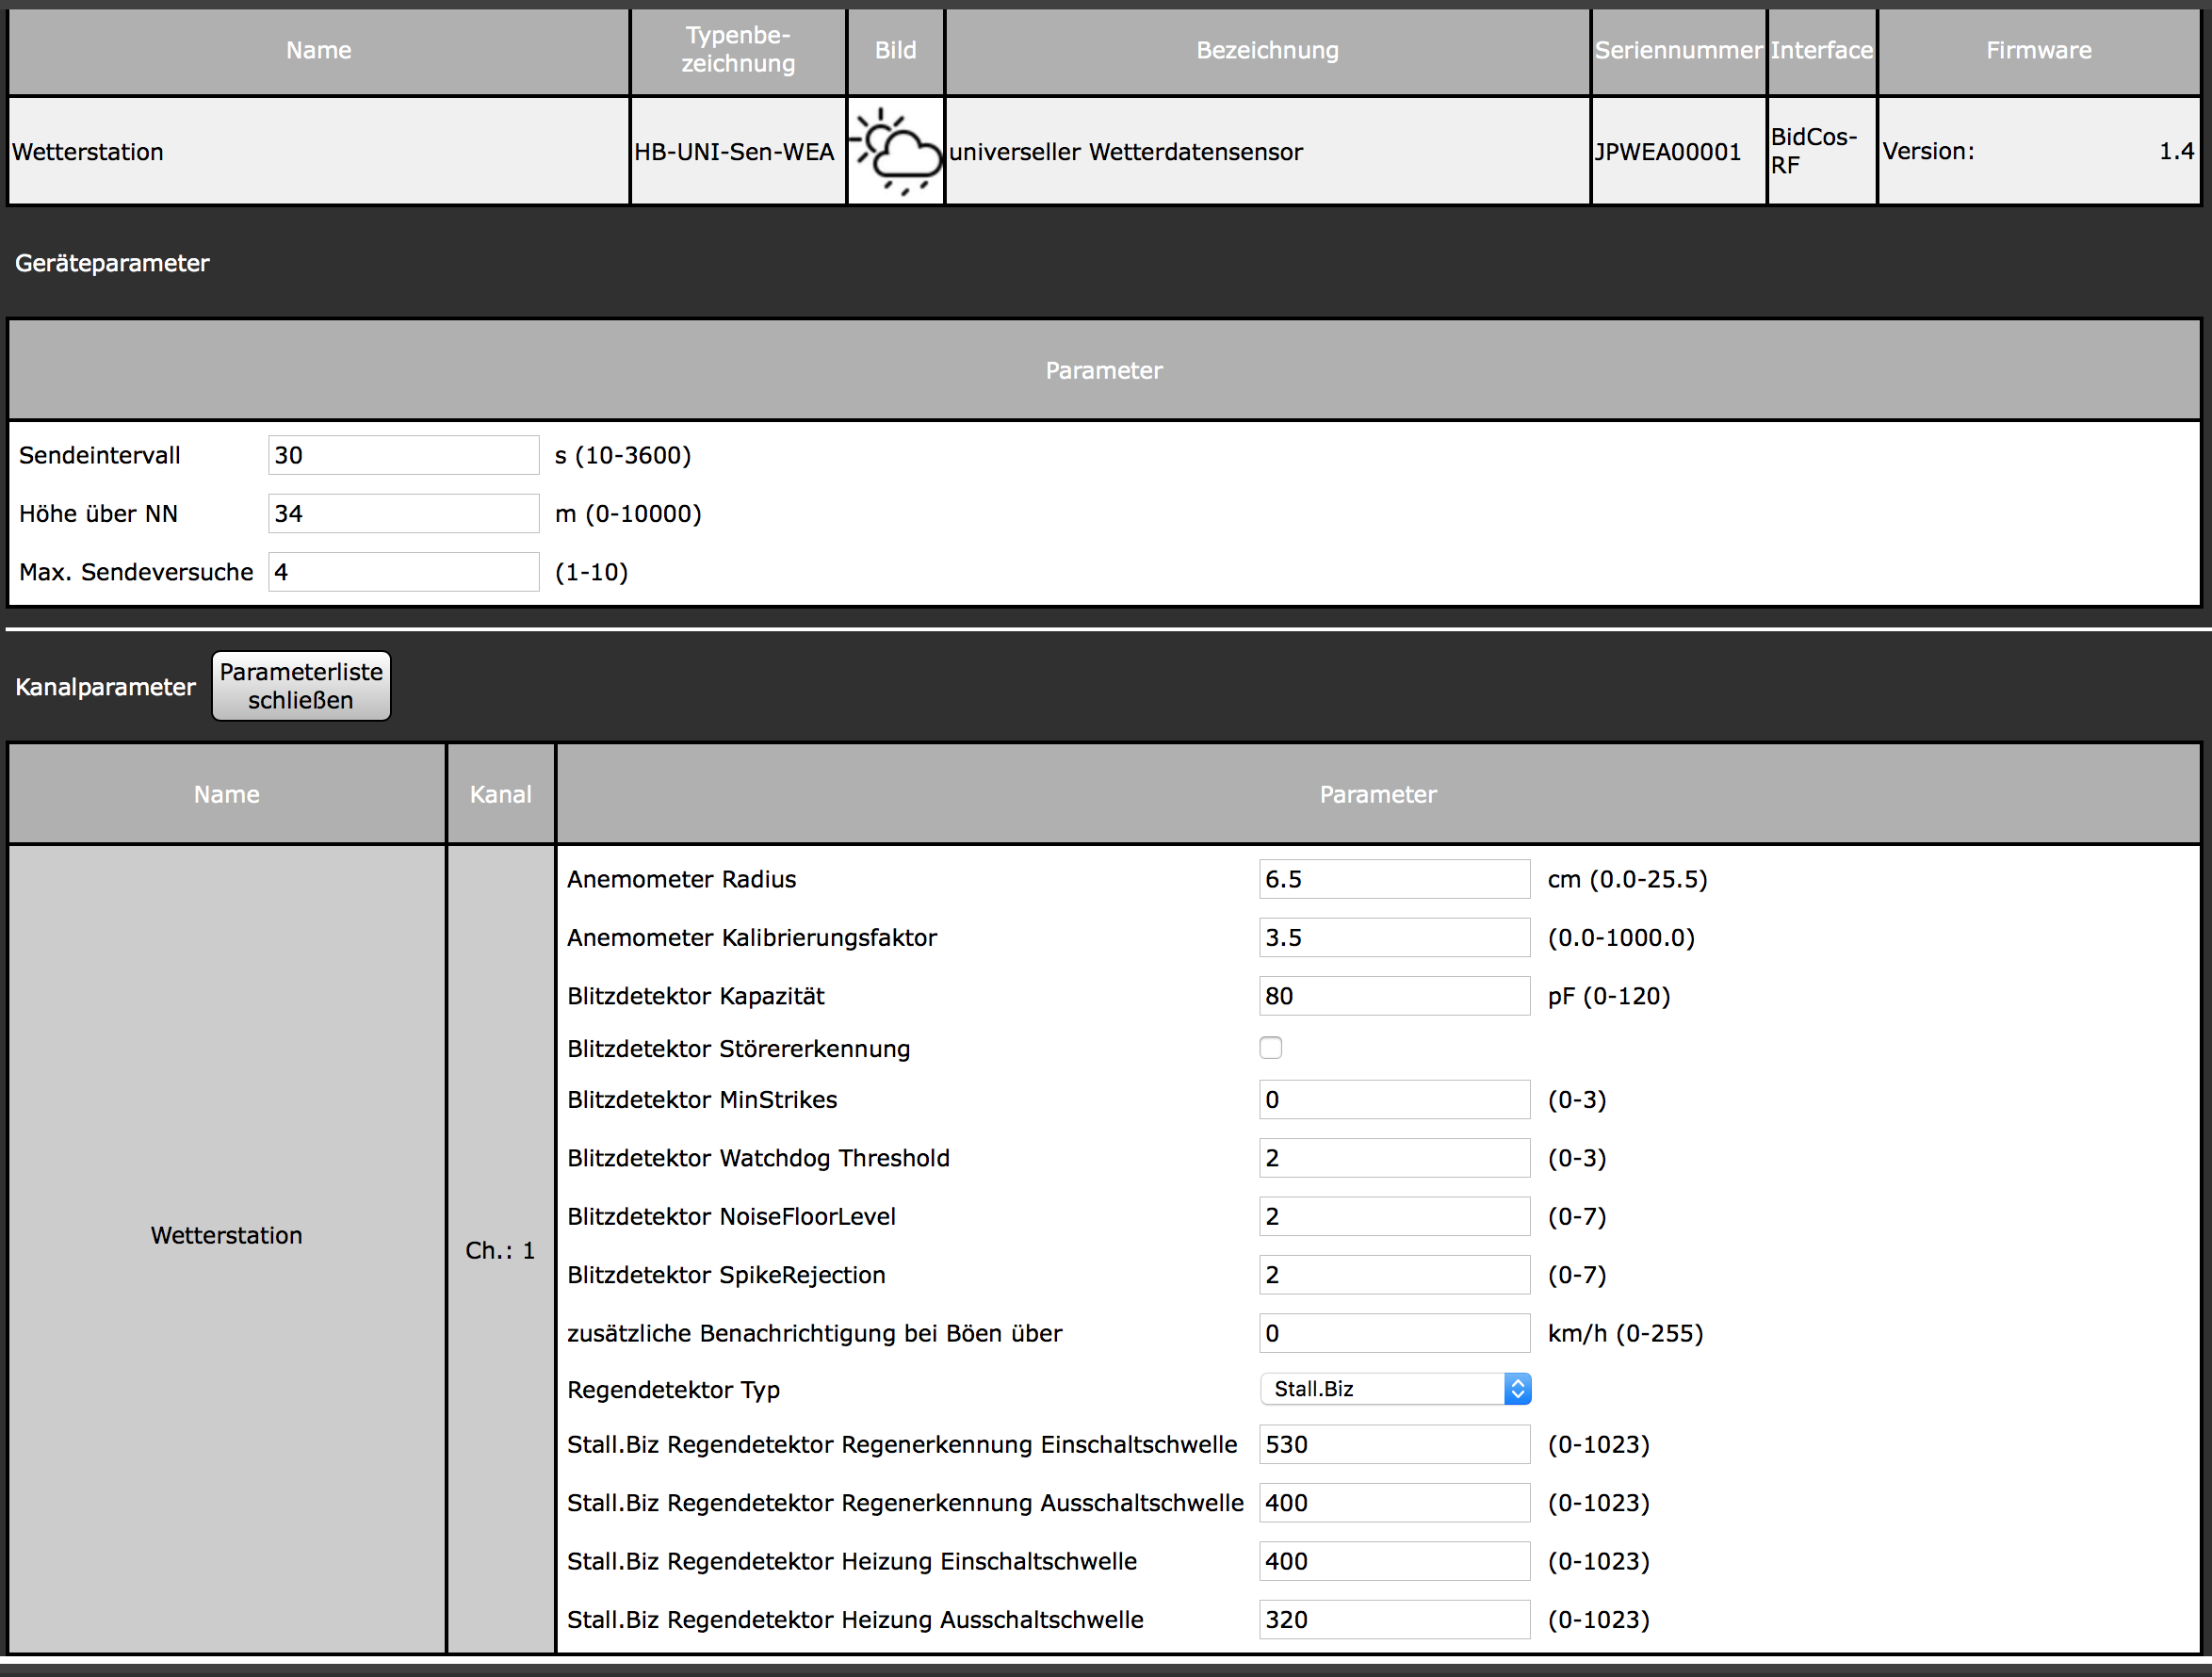 Name
Typenbe-
zeichnung
Bild
Bezeichnung
Seriennummer
Interface
Firmware
Wetterstation
HB-UNI-Sen-WEA
universeller Wetterdatensensor
JPWEA00001
BidCos-
RF
Version: 1.4
Geräteparameter
Parameter
Sendeintervall 30 s (10-3600)
Höhe über NN 34 m (0-10000)
Max. Sendeversuche 4 (1-10)
Kanalparameter
Parameterliste
schließen
Name Kanal Parameter
Wetterstation
Ch.: 1
Anemometer Radius 6.5 cm (0.0-25.5)
Anemometer Kalibrierungsfaktor 3.5 (0.0-1000.0)
Blitzdetektor Kapazität 80 pF (0-120)
Blitzdetektor Störererkennung
Blitzdetektor MinStrikes 0 (0-3)
Blitzdetektor Watchdog Threshold 2 (0-3)
Blitzdetektor NoiseFloorLevel 2 (0-7)
Blitzdetektor SpikeRejection 2 (0-7)
zusätzliche Benachrichtigung bei Böen über 0 km/h (0-255)
Regendetektor Typ Stall.Biz
Stall.Biz Regendetektor Regenerkennung Einschaltschwelle 530 (0-1023)
Stall.Biz Regendetektor Regenerkennung Ausschaltschwelle 400 (0-1023)
Stall.Biz Regendetektor Heizung Einschaltschwelle 400 (0-1023)
Stall.Biz Regendetektor Heizung Ausschaltschwelle 320 (0-1023)